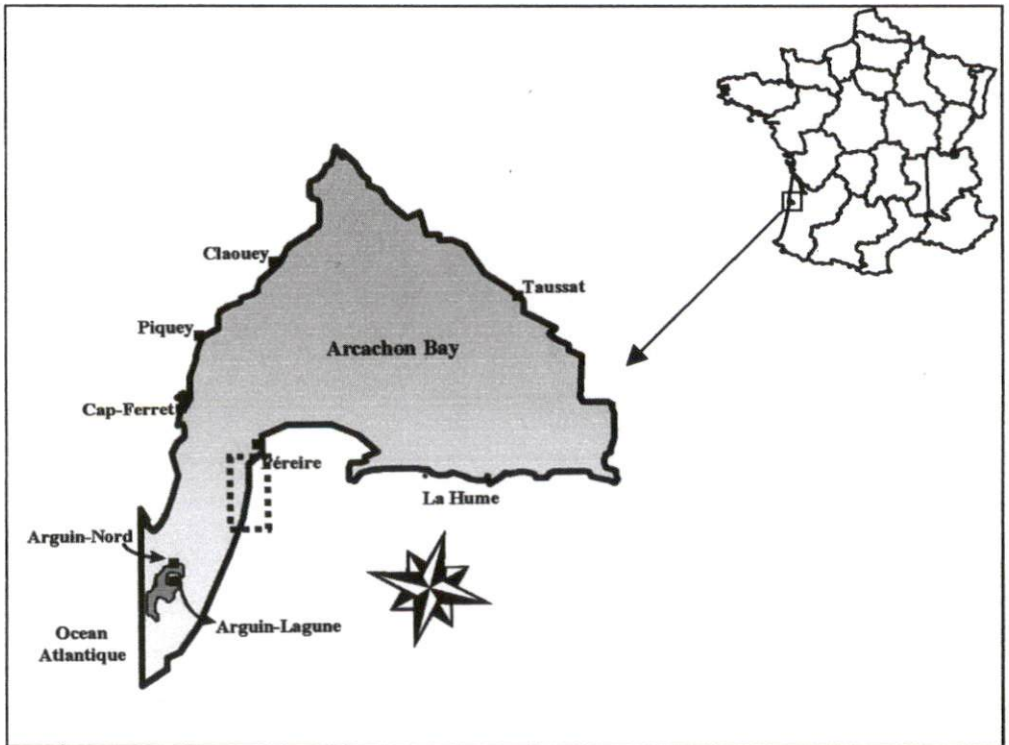 Claouey
Taussat
Piquey
Arcachon Bay
Cap-Ferret
Péreire
La Hume
Arguin-Nord
Arguin-Lagune
Ocean
Atlantique